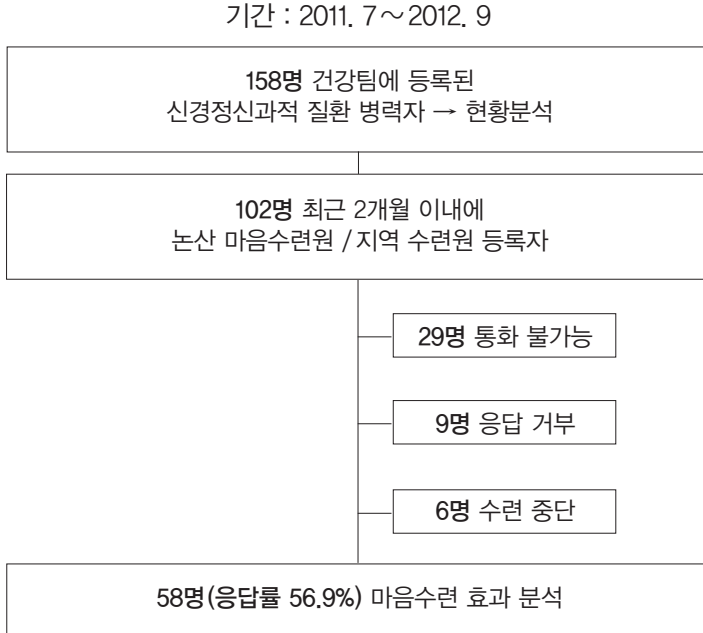 기간 : 2011. 7～2012. 9
158명 건강팀에 등록된
신경정신과적 질환 병력자 → 현황분석
102명 최근 2개월 이내에
논산 마음수련원 / 지역 수련원 등록자
29명 통화 불가능
9명 응답 거부
6명 수련 중단
58명(응답률 56.9%) 마음수련 효과 분석